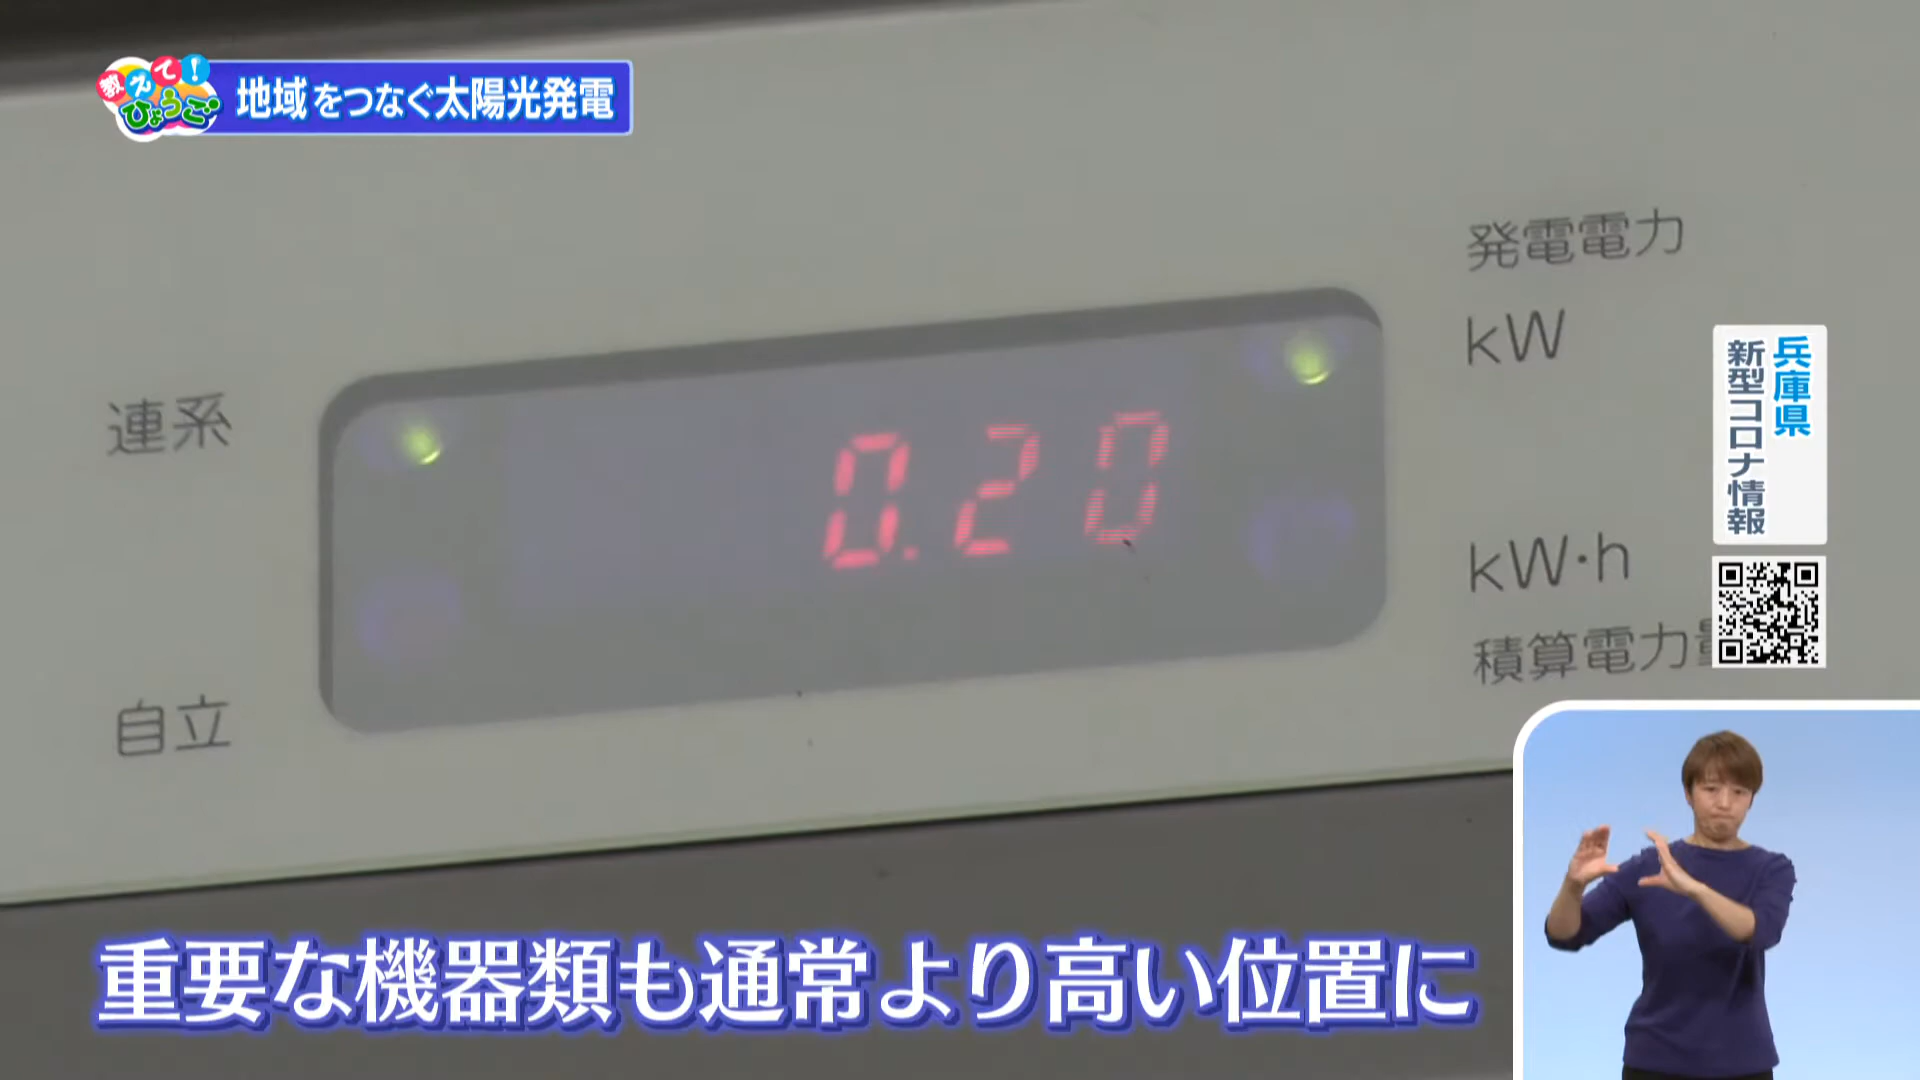 教えて!
ひょうご
地域をつなぐ太陽光発電
発電電力
kW
兵庫県
新型コロナ情報
連系
0.20
kW・h
積算電力量
自立
重要な機器類も通常より高い位置に